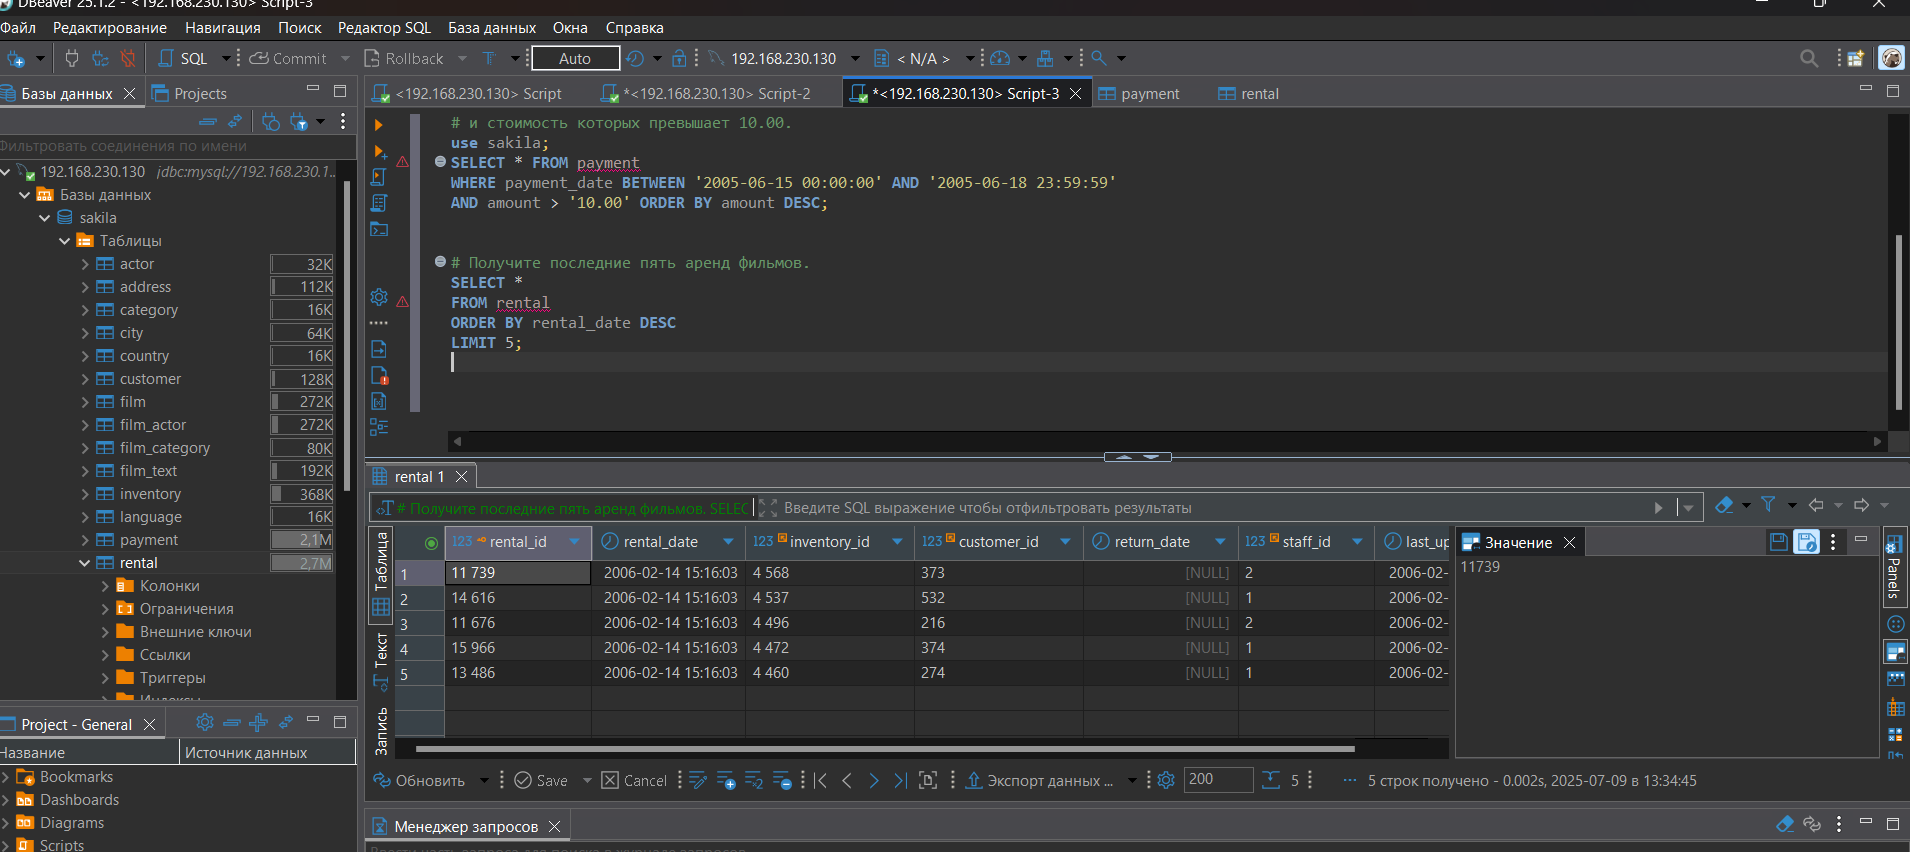 DBeaver 25.1.2 - <192.168.230.130> Script-3
Файл Редактирование Навигация Поиск Редактор SQL База данных Окна Справка
SQL Commit Rollback Auto 192.168.230.130 < N/A >
Базы данных Projects
<192.168.230.130> Script *<192.168.230.130> Script-2 *<192.168.230.130> Script-3 payment rental
Фильтровать соединения по имени
192.168.230.130 jdbc:mysql://192.168.230.1...
Базы данных
sakila
Таблицы
actor 32K
address 112K
category 16K
city 64K
country 16K
customer 128K
film 272K
film_actor 272K
film_category 80K
film_text 192K
inventory 368K
language 16K
payment 2,1M
rental 2,7M
Колонки
Ограничения
Внешние ключи
Ссылки
Триггеры
Индексы
# и стоимость которых превышает 10.00.
use sakila;
SELECT * FROM payment
WHERE payment_date BETWEEN '2005-06-15 00:00:00' AND '2005-06-18 23:59:59'
AND amount > '10.00' ORDER BY amount DESC;
# Получите последние пять аренд фильмов.
SELECT *
FROM rental
ORDER BY rental_date DESC
LIMIT 5;
rental 1
# Получите последние пять аренд фильмов. SELEC Введите SQL выражение чтобы отфильтровать результаты
Таблица
Текст
Запись
123 rental_id rental_date 123 inventory_id 123 customer_id return_date 123 staff_id last_up
1 11 739 2006-02-14 15:16:03 4 568 373 [NULL] 2 2006-02-
2 14 616 2006-02-14 15:16:03 4 537 532 [NULL] 1 2006-02-
3 11 676 2006-02-14 15:16:03 4 496 216 [NULL] 2 2006-02-
4 15 966 2006-02-14 15:16:03 4 472 374 [NULL] 1 2006-02-
5 13 486 2006-02-14 15:16:03 4 460 274 [NULL] 1 2006-02-
Значение
11739
Panels
Обновить Save Cancel Экспорт данных ... 200 5 ... 5 строк получено - 0.002s, 2025-07-09 в 13:34:45
Project - General
Название Источник данных
Bookmarks
Dashboards
Diagrams
Scripts
Менеджер запросов